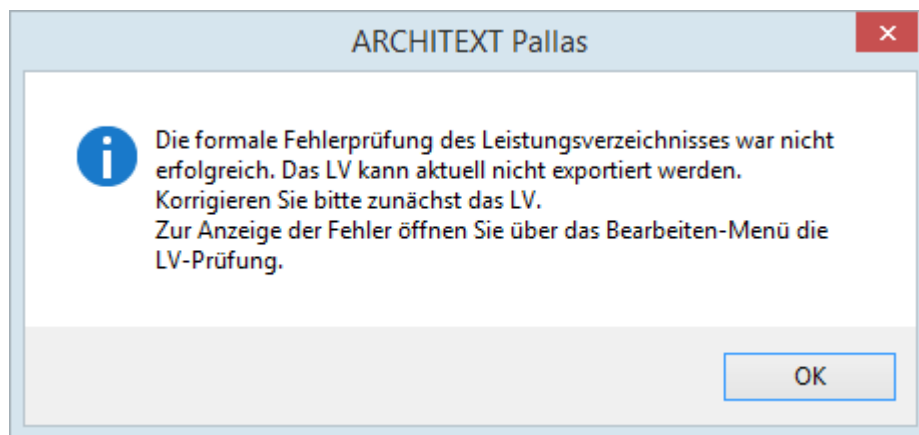 ARCHITEXT Pallas
Die formale Fehlerprüfung des Leistungsverzeichnisses war nicht
erfolgreich. Das LV kann aktuell nicht exportiert werden.
Korrigieren Sie bitte zunächst das LV.
Zur Anzeige der Fehler öffnen Sie über das Bearbeiten-Menü die
LV-Prüfung.
OK